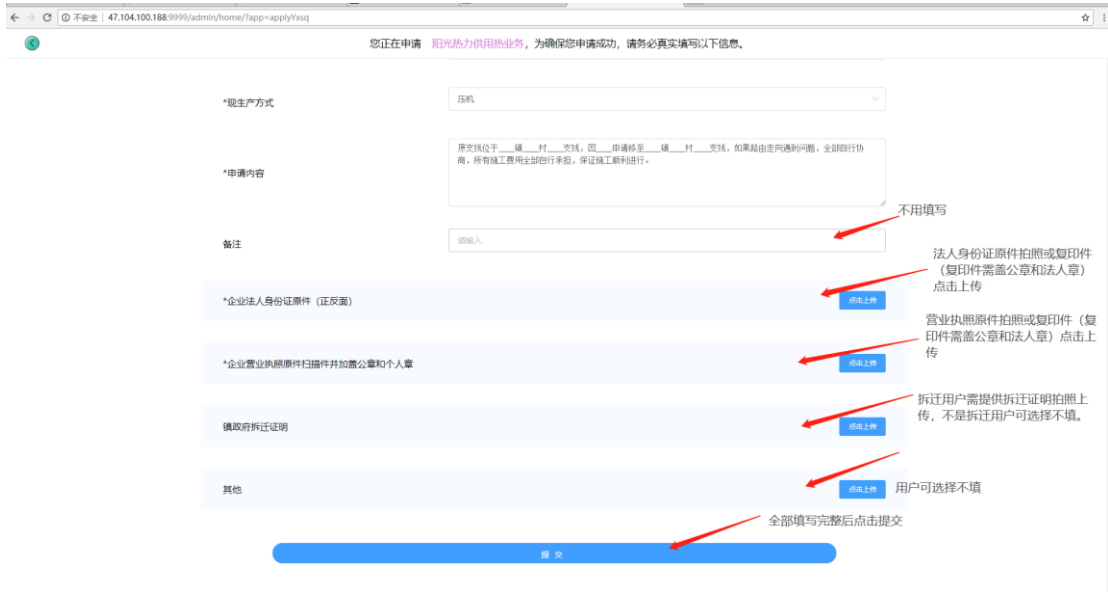 不安全 | 47.104.100.188:9999/admin/home/?app=applyYxsq
您正在申请 阳光热力供用热业务，为确保您申请成功，请务必真实填写以下信息。
*现生产方式
压机
*申请内容
原支线位于___镇___村___支线，因___申请移至___镇___村___支线，如果路由走向遇到问题，全部自行协
商，所有施工费用全部自行承担，保证施工顺利进行。
不用填写
备注
请输入
法人身份证原件拍照或复印件
（复印件需盖公章和法人章）
点击上传
*企业法人身份证原件（正反面）
点击上传
营业执照原件拍照或复印件（复
印件需盖公章和法人章）点击上
传
*企业营业执照原件扫描件并加盖公章和个人章
点击上传
拆迁用户需提供拆迁证明拍照上
传，不是拆迁用户可选择不填。
镇政府拆迁证明
点击上传
其他
点击上传
用户可选择不填
全部填写完整后点击提交
提 交